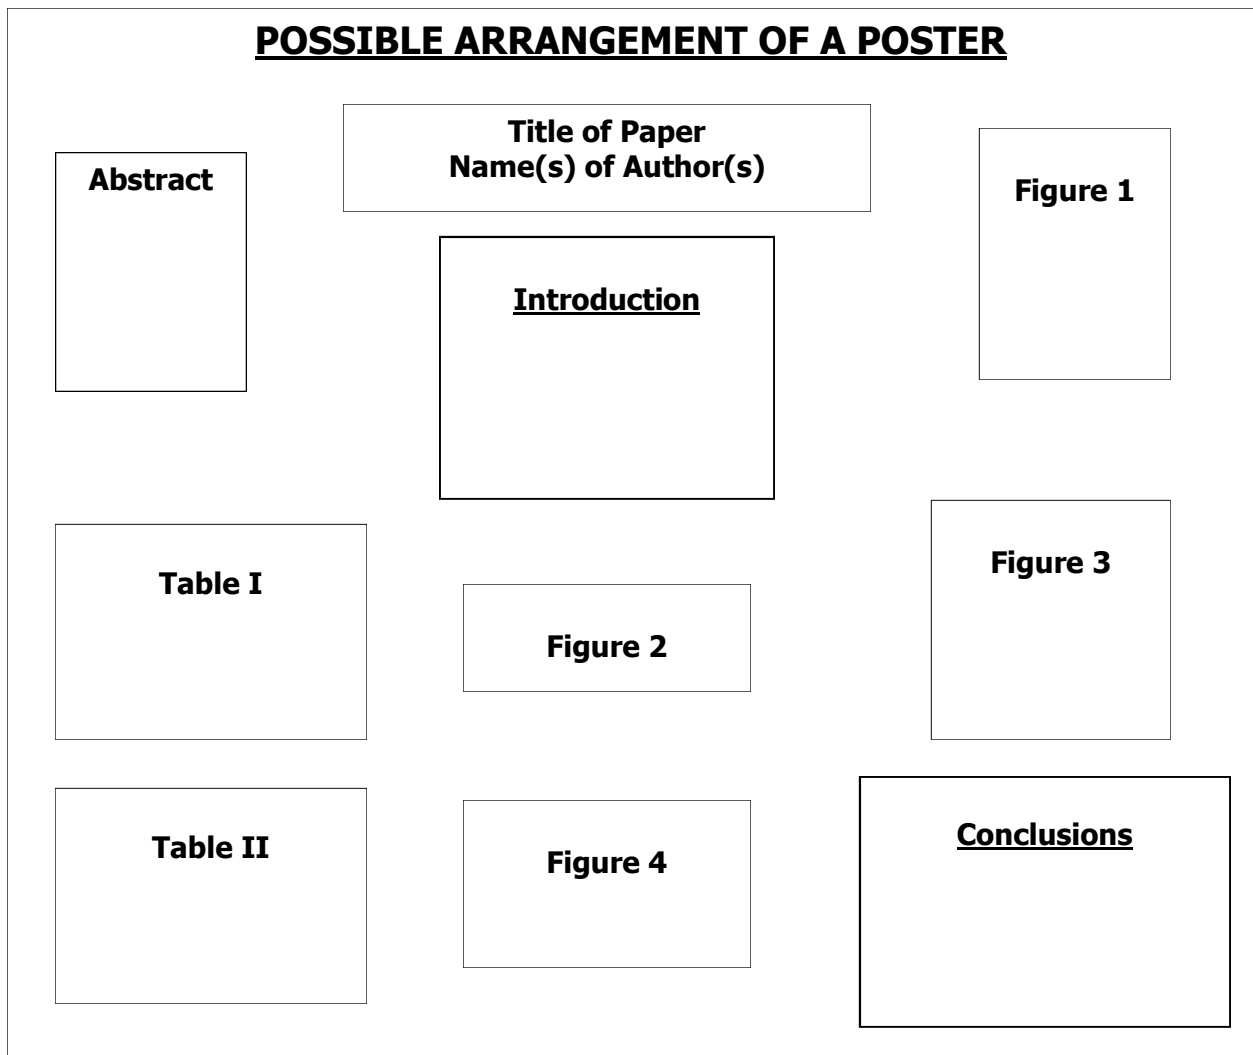 POSSIBLE ARRANGEMENT OF A POSTER
Title of Paper
Name(s) of Author(s)
Abstract
Figure 1
Introduction
Table I
Figure 2
Figure 3
Table II
Figure 4
Conclusions